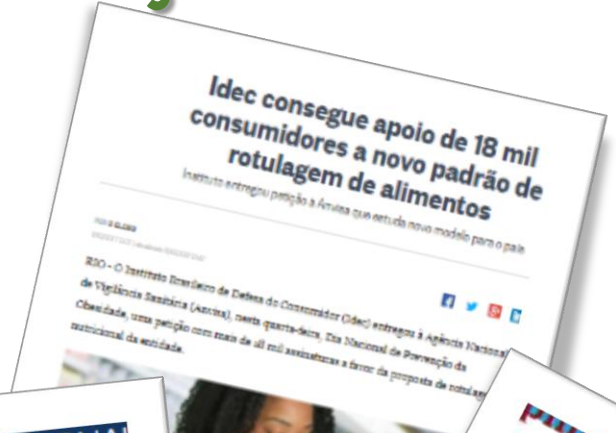 Idec consegue apoio de 18 mil
consumidores a novo padrão de
rotulagem de alimentos
Instituto entregou petição à Anvisa que estuda novo modelo para o país
POR O GLOBO
RIO - O Instituto Brasileiro de Defesa do Consumidor (Idec) entregou à Agência Nacional
de Vigilância Sanitária (Anvisa), nesta quarta-feira, Dia Nacional de Prevenção da
Obesidade, uma petição com mais de 18 mil assinaturas a favor da proposta de rotulagem
nutricional da entidade.